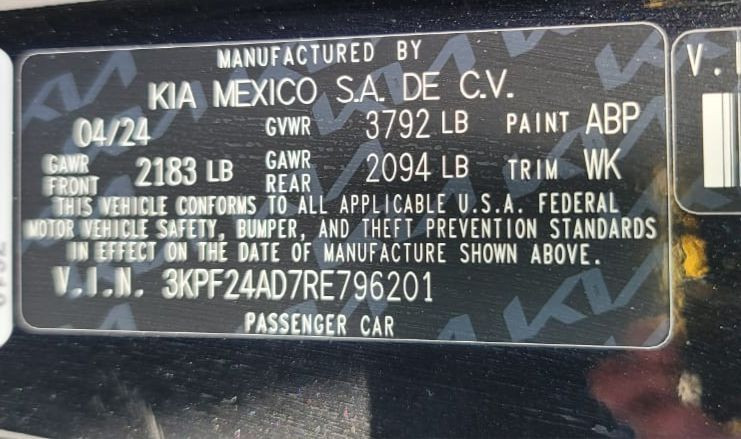 MANUFACTURED BY
KIA MEXICO S.A. DE C.V.
04/24 GVWR 3792 LB PAINT ABP
GAWR FRONT 2183 LB GAWR REAR 2094 LB TRIM WK
THIS VEHICLE CONFORMS TO ALL APPLICABLE U.S.A. FEDERAL
MOTOR VEHICLE SAFETY, BUMPER, AND THEFT PREVENTION STANDARDS
IN EFFECT ON THE DATE OF MANUFACTURE SHOWN ABOVE.
V.I.N. 3KPF24AD7RE796201
PASSENGER CAR
V.I